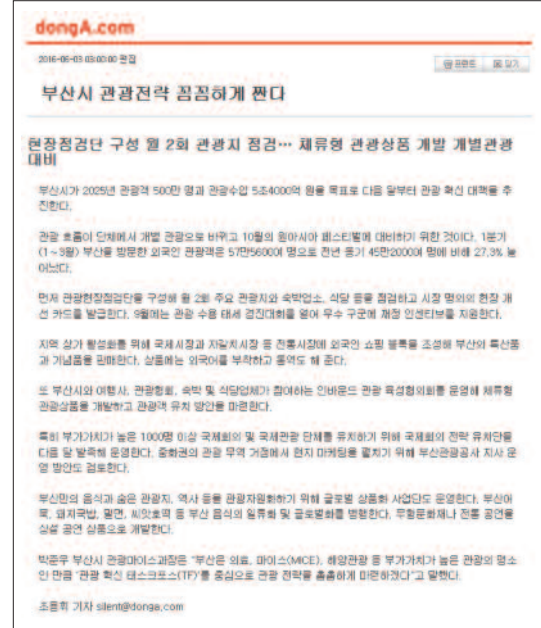 dongA.com
2016-06-03 03:00:00 편집
프린트 닫기
부산시 관광전략 꼼꼼하게 짠다
현장점검단 구성 월 2회 관광지 점검… 체류형 관광상품 개발 개별관광
대비
부산시가 2025년 관광객 500만 명과 관광수입 5조4000억 원을 목표로 다음 달부터 관광 혁신 대책을 추
진한다.
관광 흐름이 단체에서 개별 관광으로 바뀌고 10월의 원아시아 페스티벌에 대비하기 위한 것이다. 1분기
(1~3월) 부산을 방문한 외국인 관광객은 57만5600여 명으로 전년 동기 45만2000여 명에 비해 27.3% 늘
어났다.
먼저 관광현장점검단을 구성해 월 2회 주요 관광지와 숙박업소, 식당 등을 점검하고 시장 명의의 현장 개
선 카드를 발급한다. 9월에는 관광 수용 태세 경진대회를 열어 우수 구군에 재정 인센티브를 지원한다.
지역 상가 활성화를 위해 국제시장과 자갈치시장 등 전통시장에 외국인 쇼핑 블록을 조성해 부산의 특산품
과 기념품을 판매한다. 상품에는 외국어를 부착하고 통역도 해 준다.
또 부산시와 여행사, 관광협회, 숙박 및 식당업체가 참여하는 인바운드 관광 육성협의회를 운영해 체류형
관광상품을 개발하고 관광객 유치 방안을 마련한다.
특히 부가가치가 높은 1000명 이상 국제회의 및 국제관광 단체를 유치하기 위해 국제회의 전략 유치단을
다음 달 발족해 운영한다. 중화권의 관광 무역 거점에서 현지 마케팅을 펼치기 위해 부산관광공사 지사 운
영 방안도 검토한다.
부산만의 음식과 숨은 관광지, 역사 등을 관광자원화하기 위해 글로벌 상품화 사업단도 운영한다. 부산어
묵, 돼지국밥, 밀면, 씨앗호떡 등 부산 음식의 일류화 및 글로벌화를 병행한다. 무형문화재나 전통 공연을
상설 공연 상품으로 개발한다.
박준우 부산시 관광마이스과장은 "부산은 의료, 마이스(MICE), 해양관광 등 부가가치가 높은 관광의 명소
인 만큼 '관광 혁신 태스크포스(TF)'를 중심으로 관광 전략을 촘촘하게 마련하겠다"고 말했다.
조용휘 기자 silent@donga.com